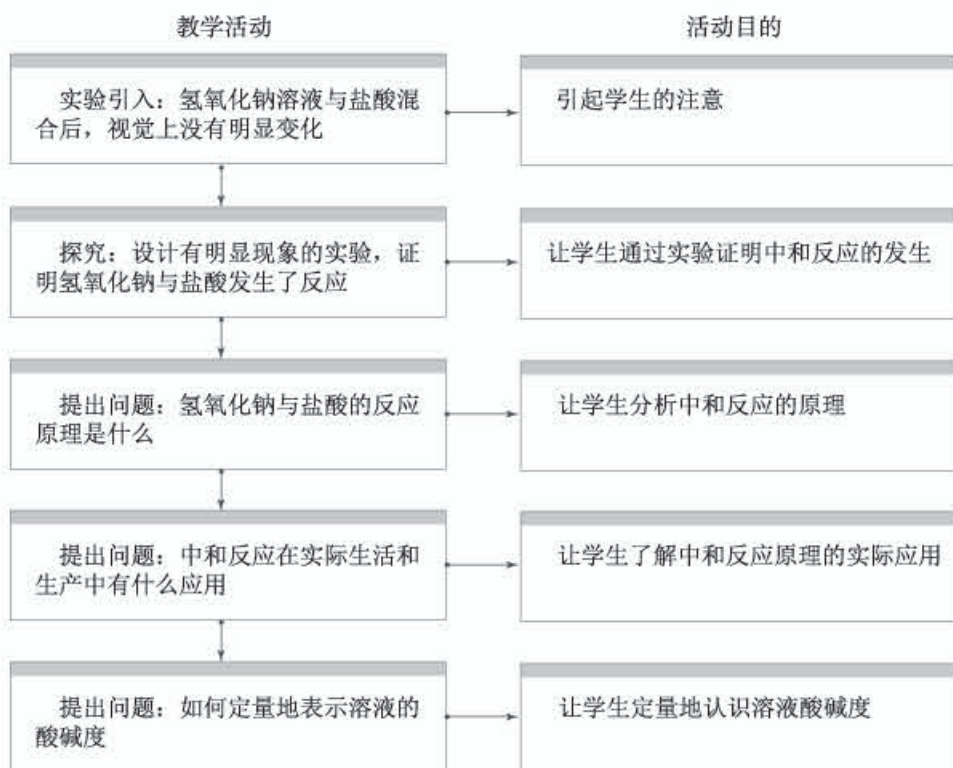 教学活动
活动目的
实验引入：氢氧化钠溶液与盐酸混
合后，视觉上没有明显变化
引起学生的注意
探究：设计有明显现象的实验，证
明氢氧化钠与盐酸发生了反应
让学生通过实验证明中和反应的发生
提出问题：氢氧化钠与盐酸的反应
原理是什么
让学生分析中和反应的原理
提出问题：中和反应在实际生活和
生产中有什么应用
让学生了解中和反应原理的实际应用
提出问题：如何定量地表示溶液的
酸碱度
让学生定量地认识溶液酸碱度